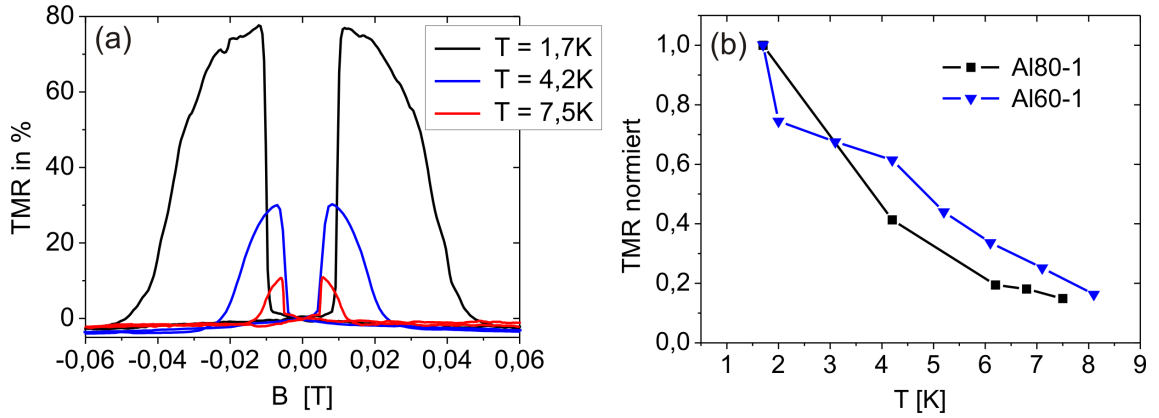 (a)
T = 1,7K
T = 4,2K
T = 7,5K
TMR in %
80
60
40
20
0
-0,06 -0,04 -0,02 0,00 0,02 0,04 0,06
B [T]
(b)
Al80-1
Al60-1
TMR normiert
1,0
0,8
0,6
0,4
0,2
0,0
1 2 3 4 5 6 7 8 9
T [K]